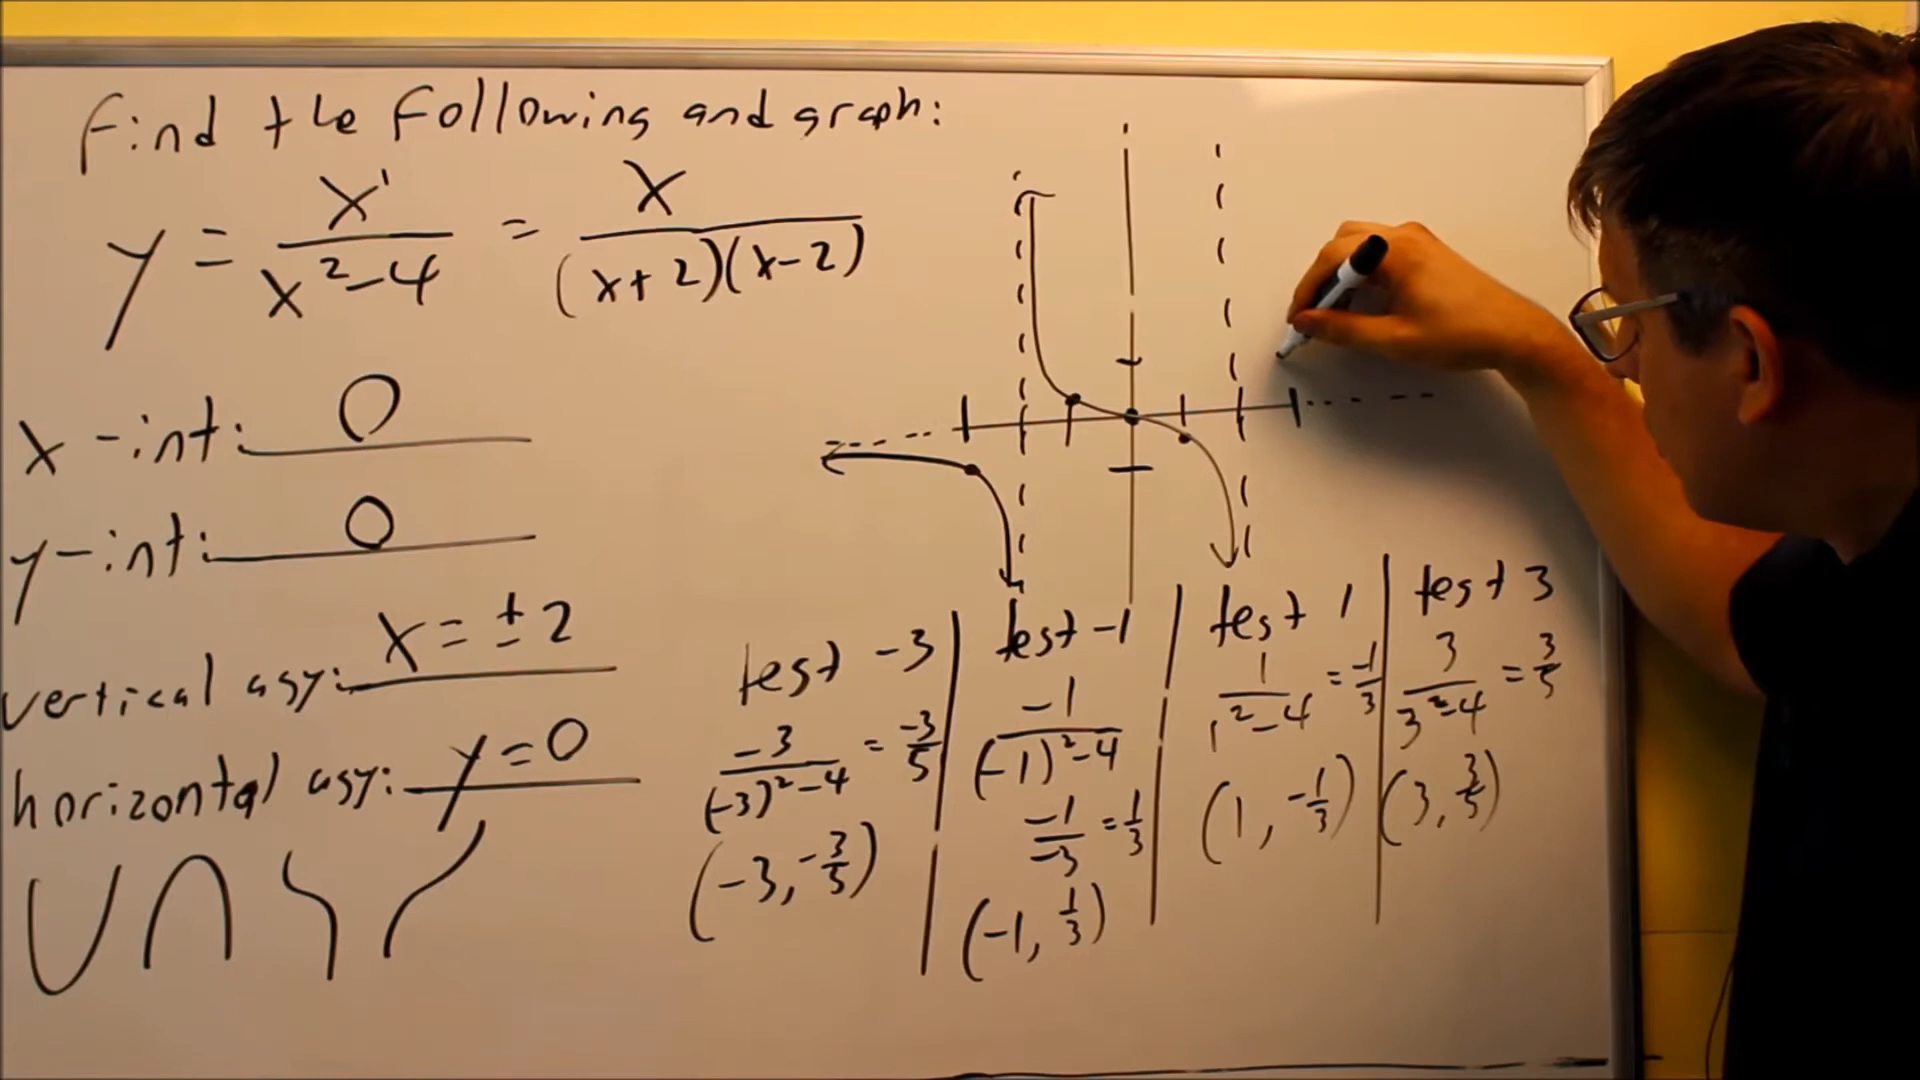 find the following and graph:
y = x¹/(x²-4) = x/((x+2)(x-2))
x-int: 0
y-int: 0
vertical asy: x = ±2
horizontal asy: y = 0
test -3
-3/((-3)²-4) = -3/5
(-3, -3/5)
test -1
-1/((-1)²-4)
-1/-3 = 1/3
(-1, 1/3)
test 1
1/(1²-4) = -1/3
(1, -1/3)
test 3
3/(3²-4) = 3/5
(3, 3/5)